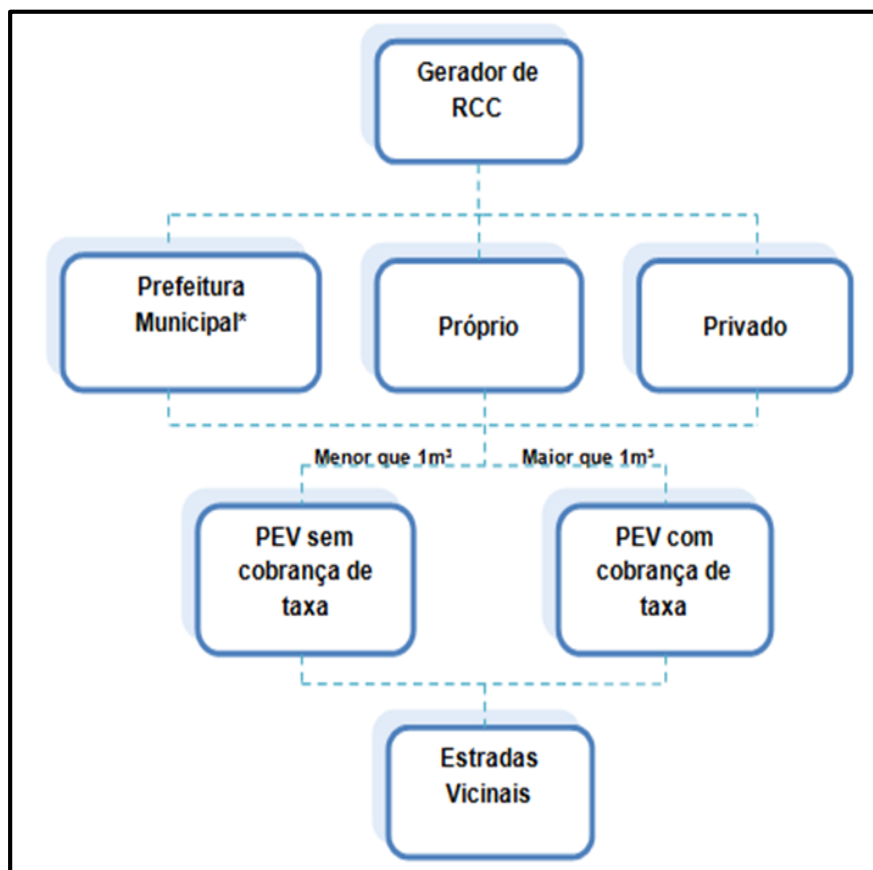 Gerador de
RCC
Prefeitura
Municipal*
Próprio
Privado
Menor que 1m³
Maior que 1m³
PEV sem
cobrança de
taxa
PEV com
cobrança de
taxa
Estradas
Vicinais